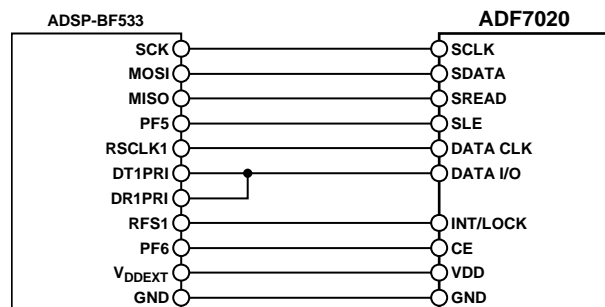 ADSP-BF533
ADF7020
SCK
SCLK
MOSI
SDATA
MISO
SREAD
PF5
SLE
RSCLK1
DATA CLK
DT1PRI
DATA I/O
DR1PRI
RFS1
INT/LOCK
PF6
CE
VDDEXT
VDD
GND
GND